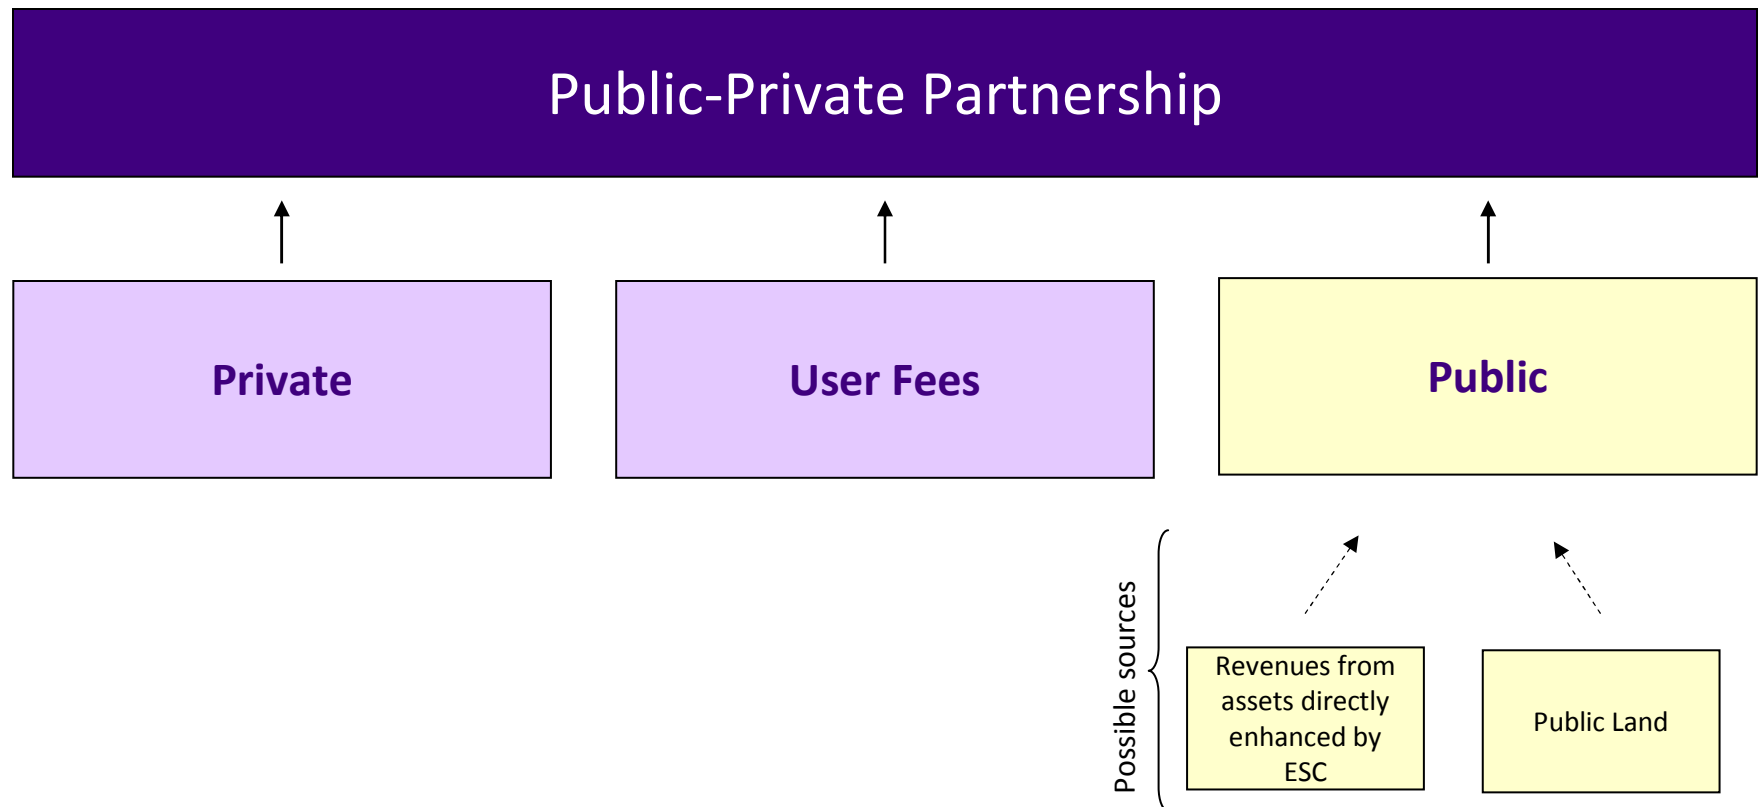 Public-Private Partnership
Private
User Fees
Public
Possible sources
Revenues from
assets directly
enhanced by
ESC
Public Land